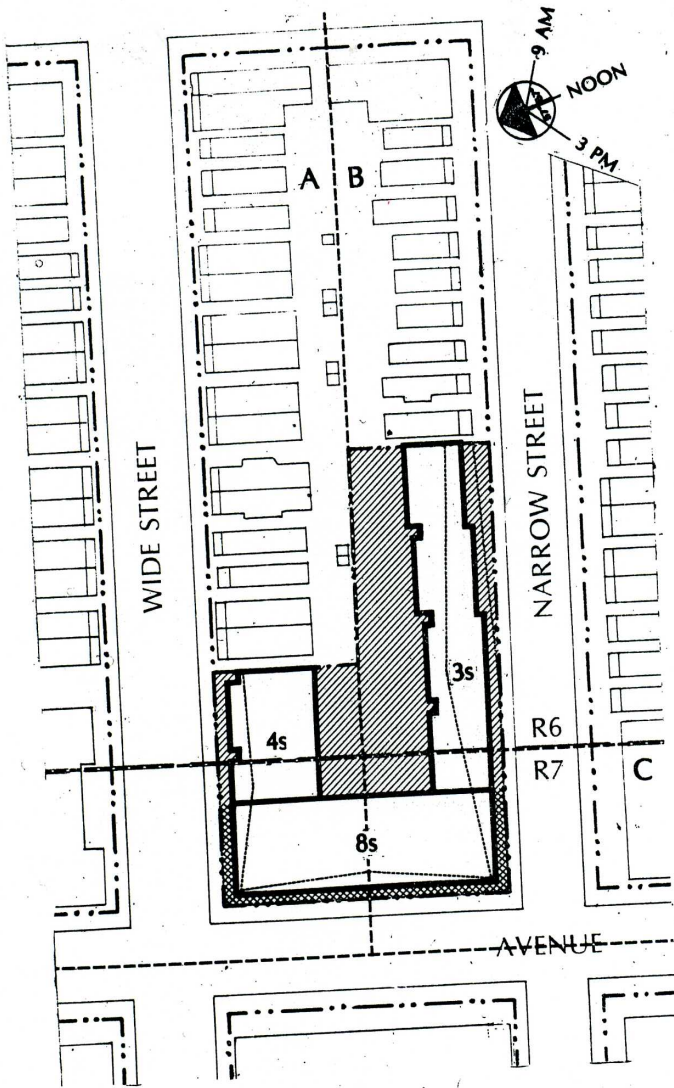 9 AM
NOON
3 PM
A B
WIDE STREET
NARROW STREET
3s
4s
R6
R7
C
8s
AVENUE